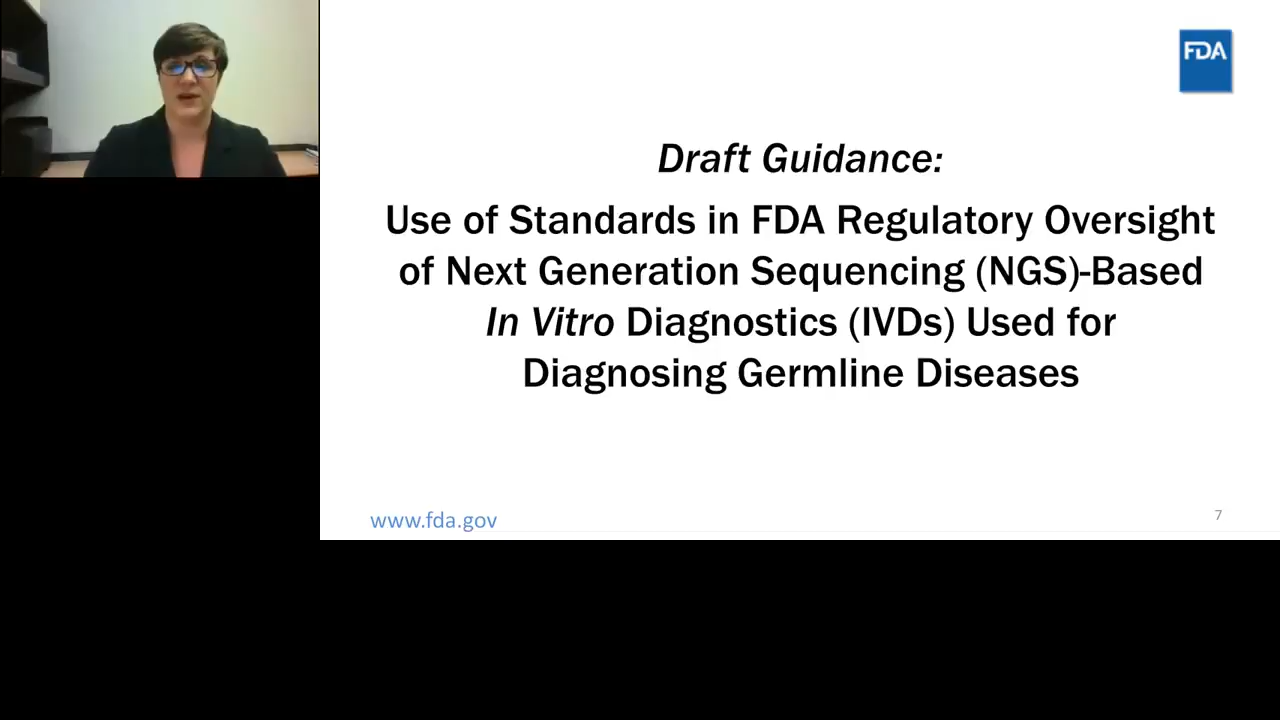 FDA
Draft Guidance:
Use of Standards in FDA Regulatory Oversight
of Next Generation Sequencing (NGS)-Based
In Vitro Diagnostics (IVDs) Used for
Diagnosing Germline Diseases
www.fda.gov
7